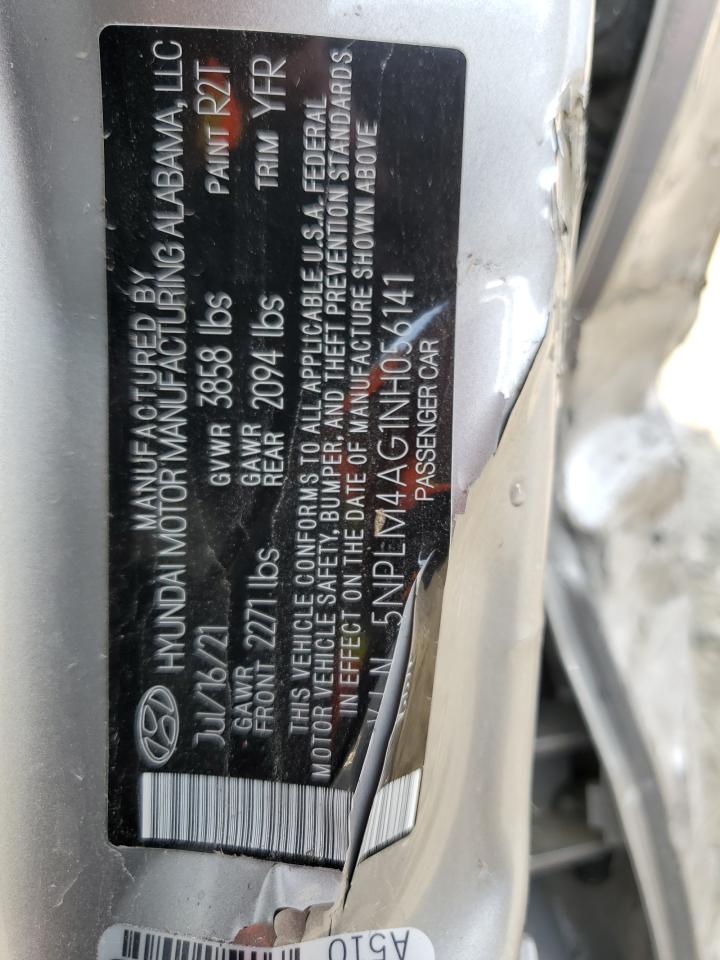 MANUFACTURED BY
HYUNDAI MOTOR MANUFACTURING ALABAMA, LLC
Jul/16/21 GVWR 3858 lbs PAINT R2T
GAWR FRONT 2271 lbs GAWR REAR 2094 lbs TRIM YFR
THIS VEHICLE CONFORMS TO ALL APPLICABLE U.S.A. FEDERAL
MOTOR VEHICLE SAFETY, BUMPER, AND THEFT PREVENTION STANDARDS
IN EFFECT ON THE DATE OF MANUFACTURE SHOWN ABOVE
V I N 5NPLM4AG1NH056141
PASSENGER CAR
A510